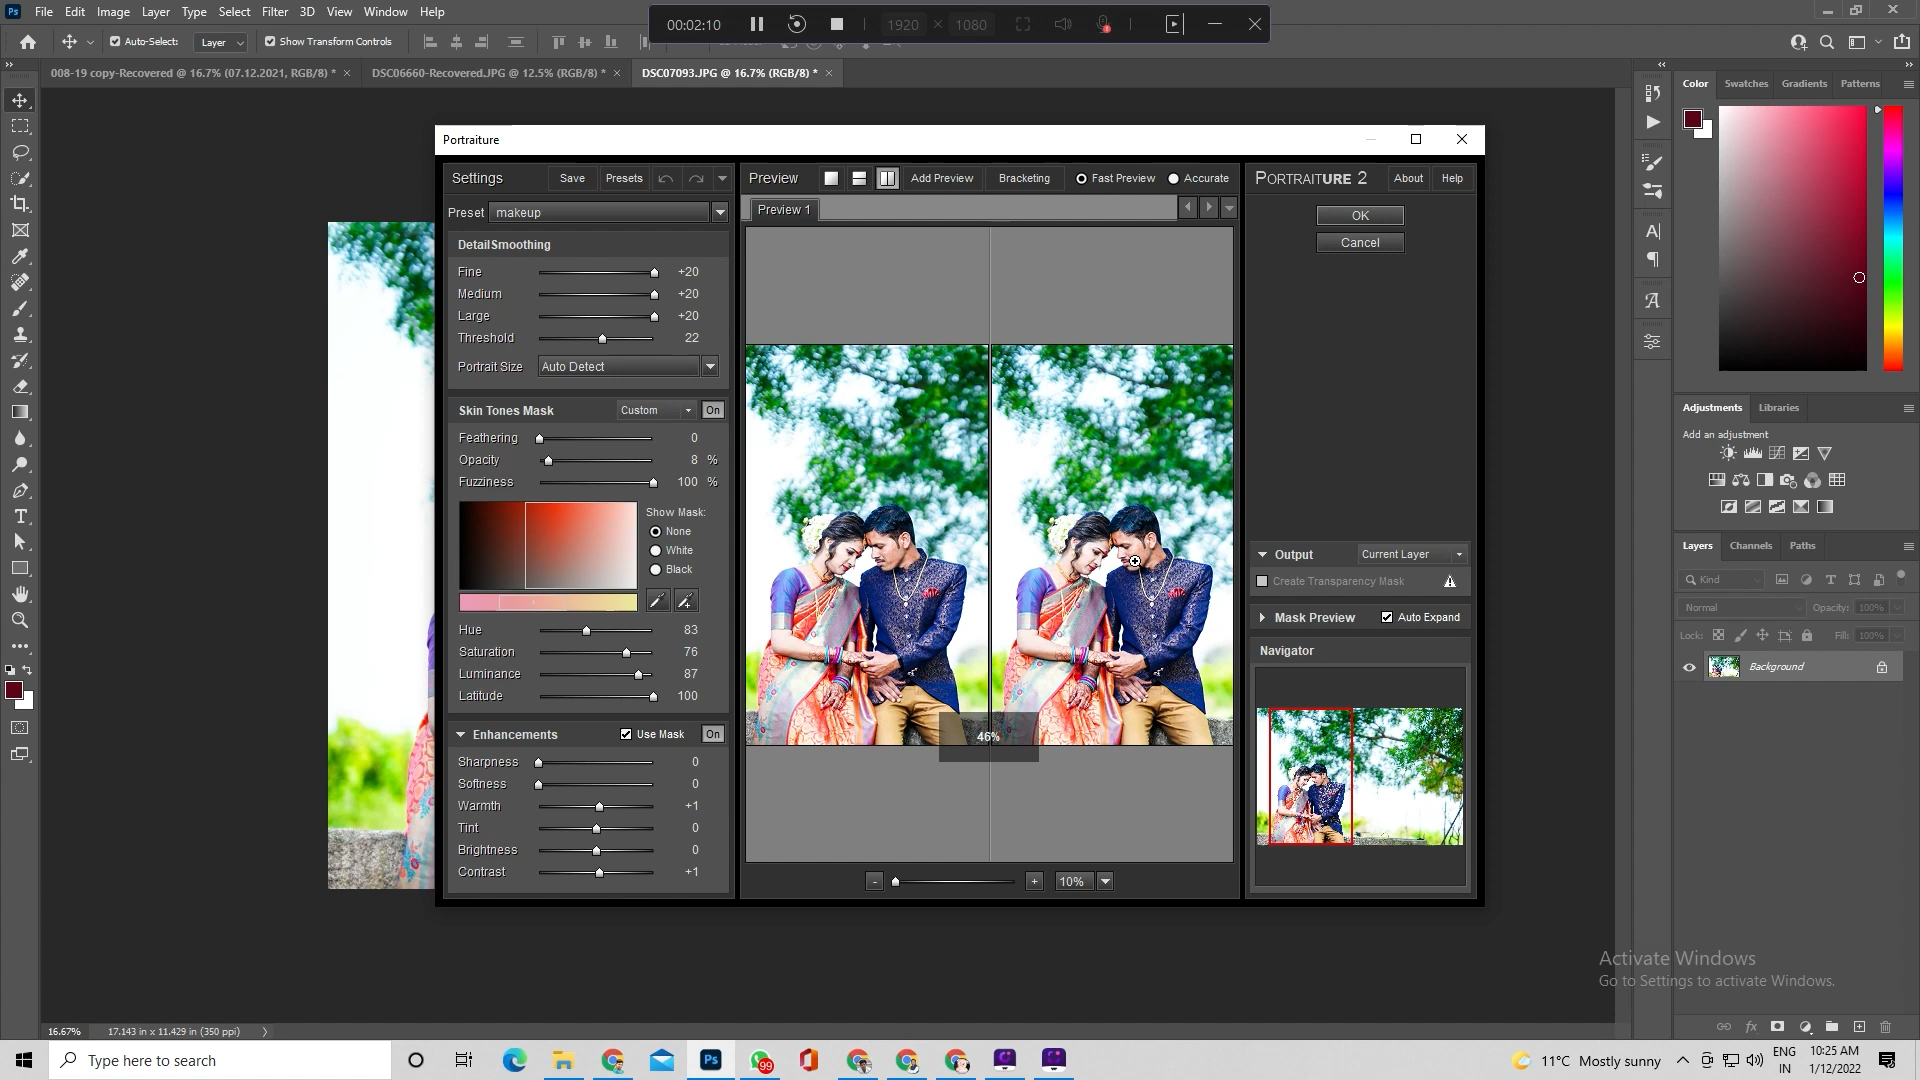 Ps File Edit Image Layer Type Select Filter 3D View Window Help
00:02:10 1920 × 1080
Auto-Select: Layer Show Transform Controls
008-19 copy-Recovered @ 16.7% (07.12.2021, RGB/8) * × DSC06660-Recovered.JPG @ 12.5% (RGB/8) * × DSC07093.JPG @ 16.7% (RGB/8) * ×
Portraiture
Settings Save Presets
Preset makeup
DetailSmoothing
Fine +20
Medium +20
Large +20
Threshold 22
Portrait Size Auto Detect
Skin Tones Mask Custom On
Feathering 0
Opacity 8 %
Fuzziness 100 %
Show Mask:
None
White
Black
Hue 83
Saturation 76
Luminance 87
Latitude 100
Enhancements Use Mask On
Sharpness 0
Softness 0
Warmth +1
Tint 0
Brightness 0
Contrast +1
Preview Add Preview Bracketing Fast Preview Accurate
Preview 1
46%
- + 10%
PORTRAITURE 2 About Help
OK
Cancel
Output Current Layer
Create Transparency Mask
Mask Preview Auto Expand
Navigator
Color Swatches Gradients Patterns
Adjustments Libraries
Add an adjustment
Layers Channels Paths
Kind
Normal Opacity: 100%
Lock: Fill: 100%
Background
Activate Windows
Go to Settings to activate Windows.
16.67% 17.143 in x 11.429 in (350 ppi)
Type here to search
Ps
99
11°C Mostly sunny
ENG
IN
10:25 AM
1/12/2022